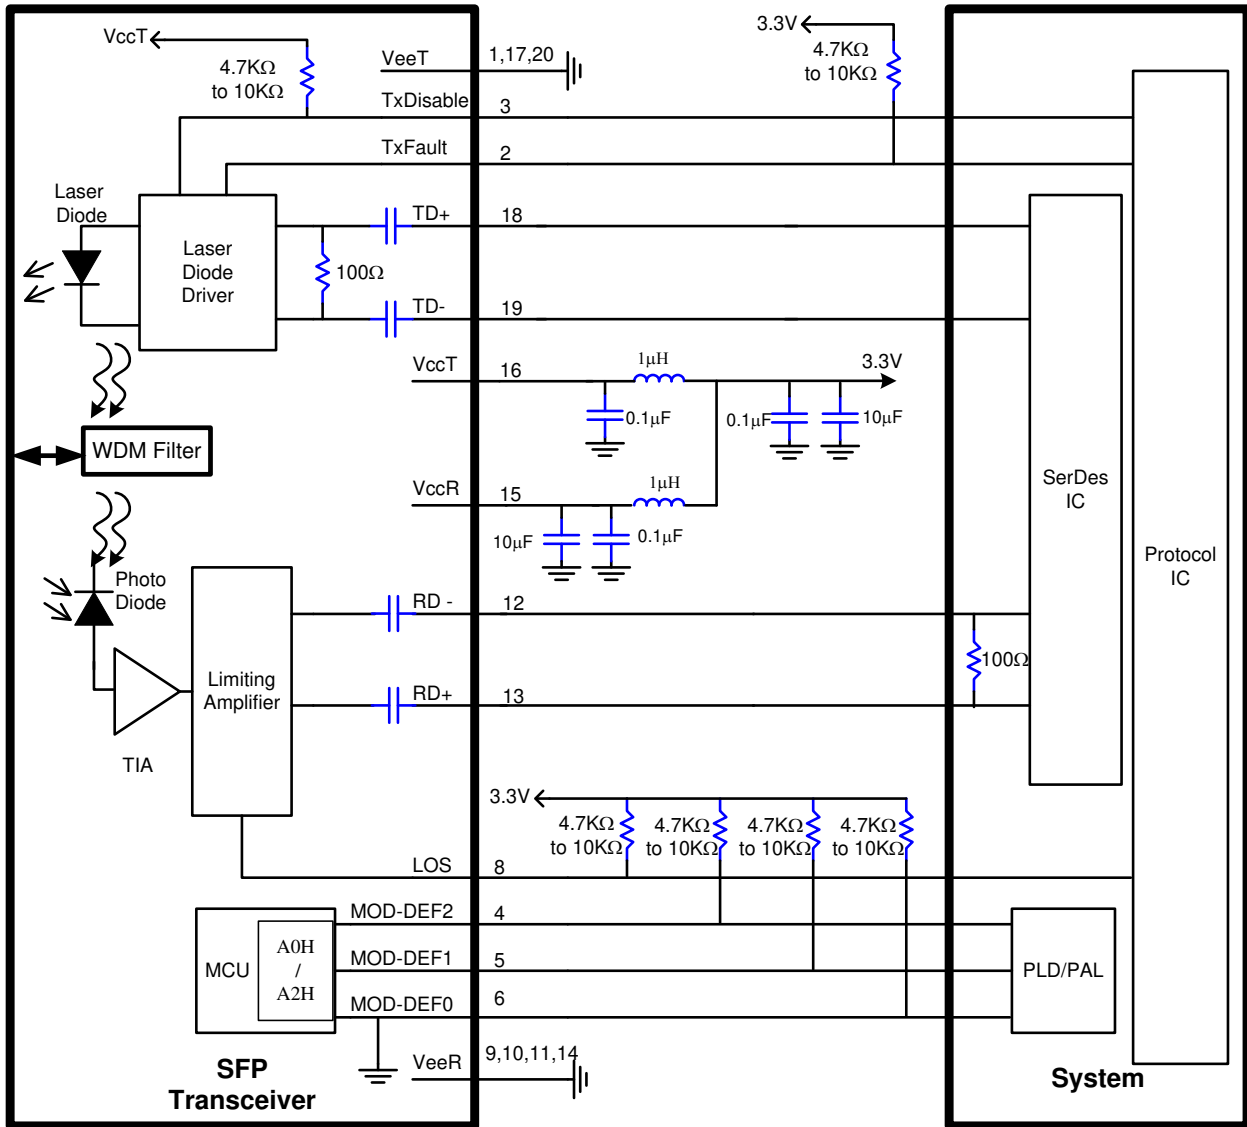 VccT
4.7KΩ
to 10KΩ
VeeT
1,17,20
3.3V
4.7KΩ
to 10KΩ
TxDisable
3
TxFault
2
Laser
Diode
Laser
Diode
Driver
100Ω
TD+
18
TD-
19
VccT
16
1μH
3.3V
0.1μF
0.1μF
10μF
WDM Filter
VccR
15
1μH
10μF
0.1μF
SerDes
IC
Protocol
IC
Photo
Diode
RD -
12
Limiting
Amplifier
100Ω
RD+
13
TIA
3.3V
4.7KΩ
to 10KΩ
4.7KΩ
to 10KΩ
4.7KΩ
to 10KΩ
4.7KΩ
to 10KΩ
LOS
8
MOD-DEF2
4
MCU
A0H
/
A2H
MOD-DEF1
5
PLD/PAL
MOD-DEF0
6
VeeR
9,10,11,14
SFP
Transceiver
System